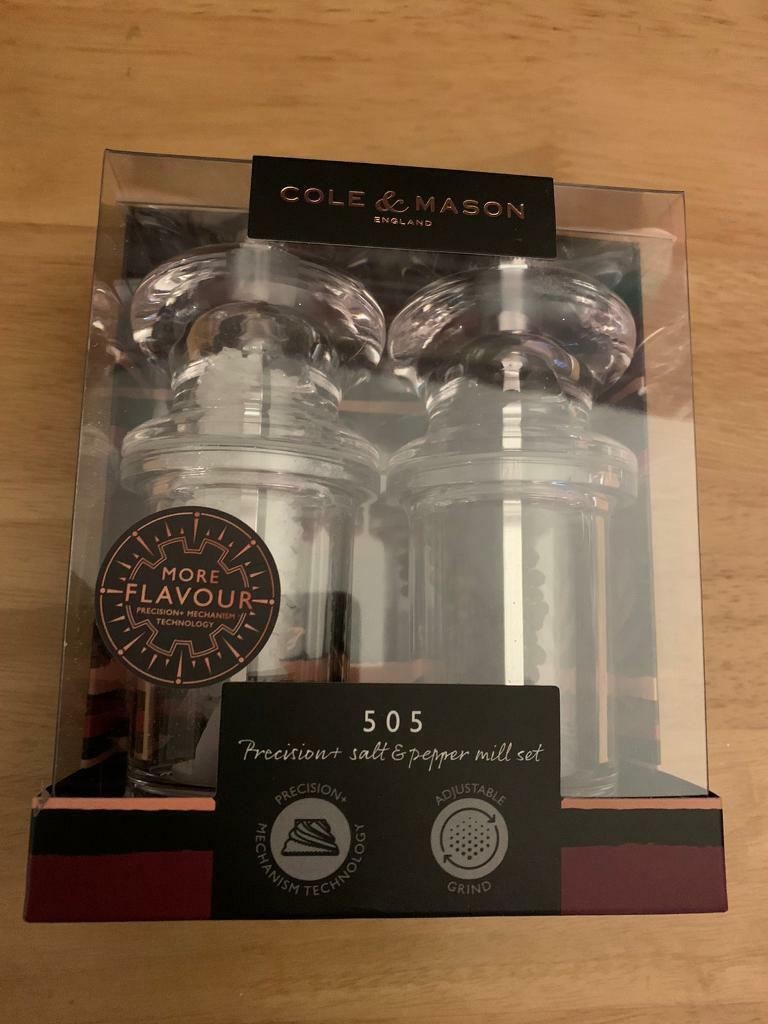 COLE & MASON
ENGLAND
MORE
FLAVOUR
PRECISION+ MECHANISM
TECHNOLOGY
505
Precision+ salt & pepper mill set
PRECISION+
MECHANISM TECHNOLOGY
ADJUSTABLE
GRIND